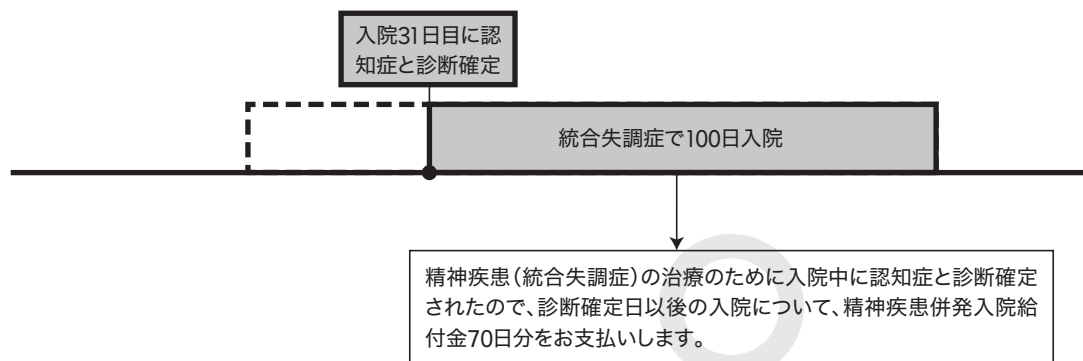 入院31日目に認
知症と診断確定
統合失調症で100日入院
精神疾患（統合失調症）の治療のために入院中に認知症と診断確定
されたので、診断確定日以後の入院について、精神疾患併発入院給
付金70日分をお支払いします。